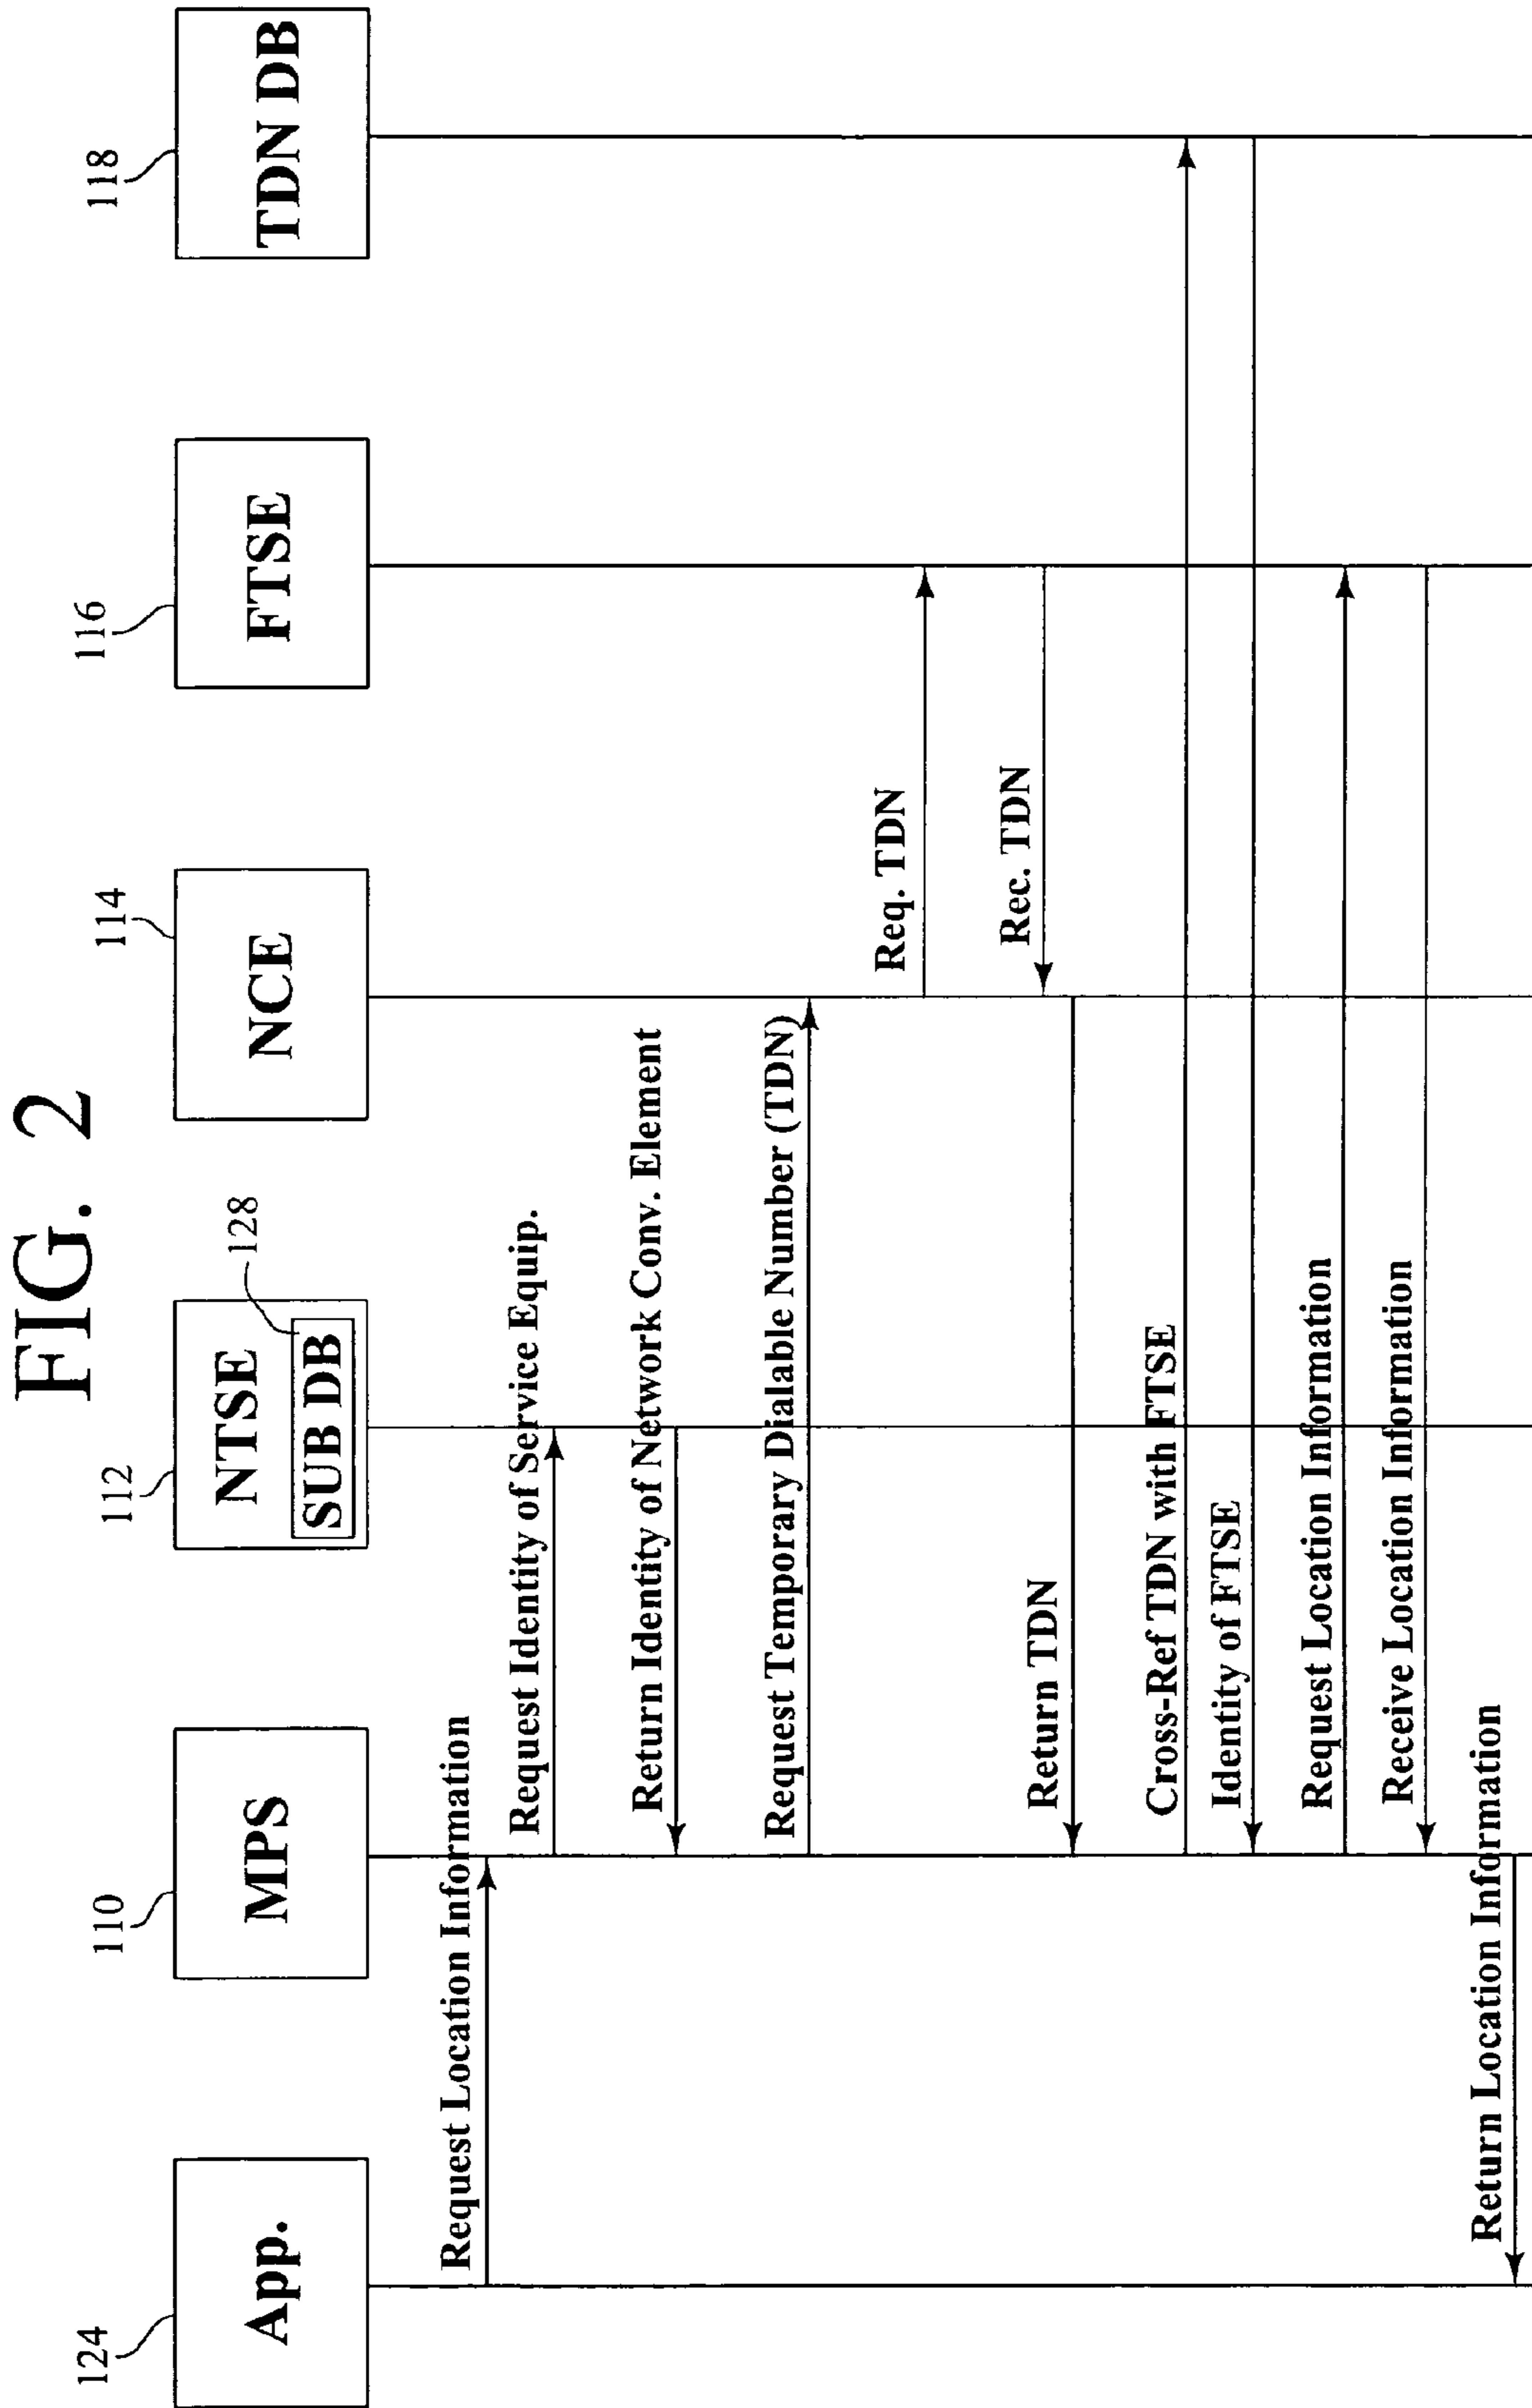 FIG. 2
124
110
112
128
114
116
118
App.
MPS
NTSE
SUB DB
NCE
FTSE
TDN DB
Request Location Information
Request Identity of Service Equip.
Return Identity of Network Conv. Element
Request Temporary Dialable Number (TDN)
Req. TDN
Rec. TDN
Return TDN
Cross-Ref TDN with FTSE
Identity of FTSE
Request Location Information
Receive Location Information
Return Location Information